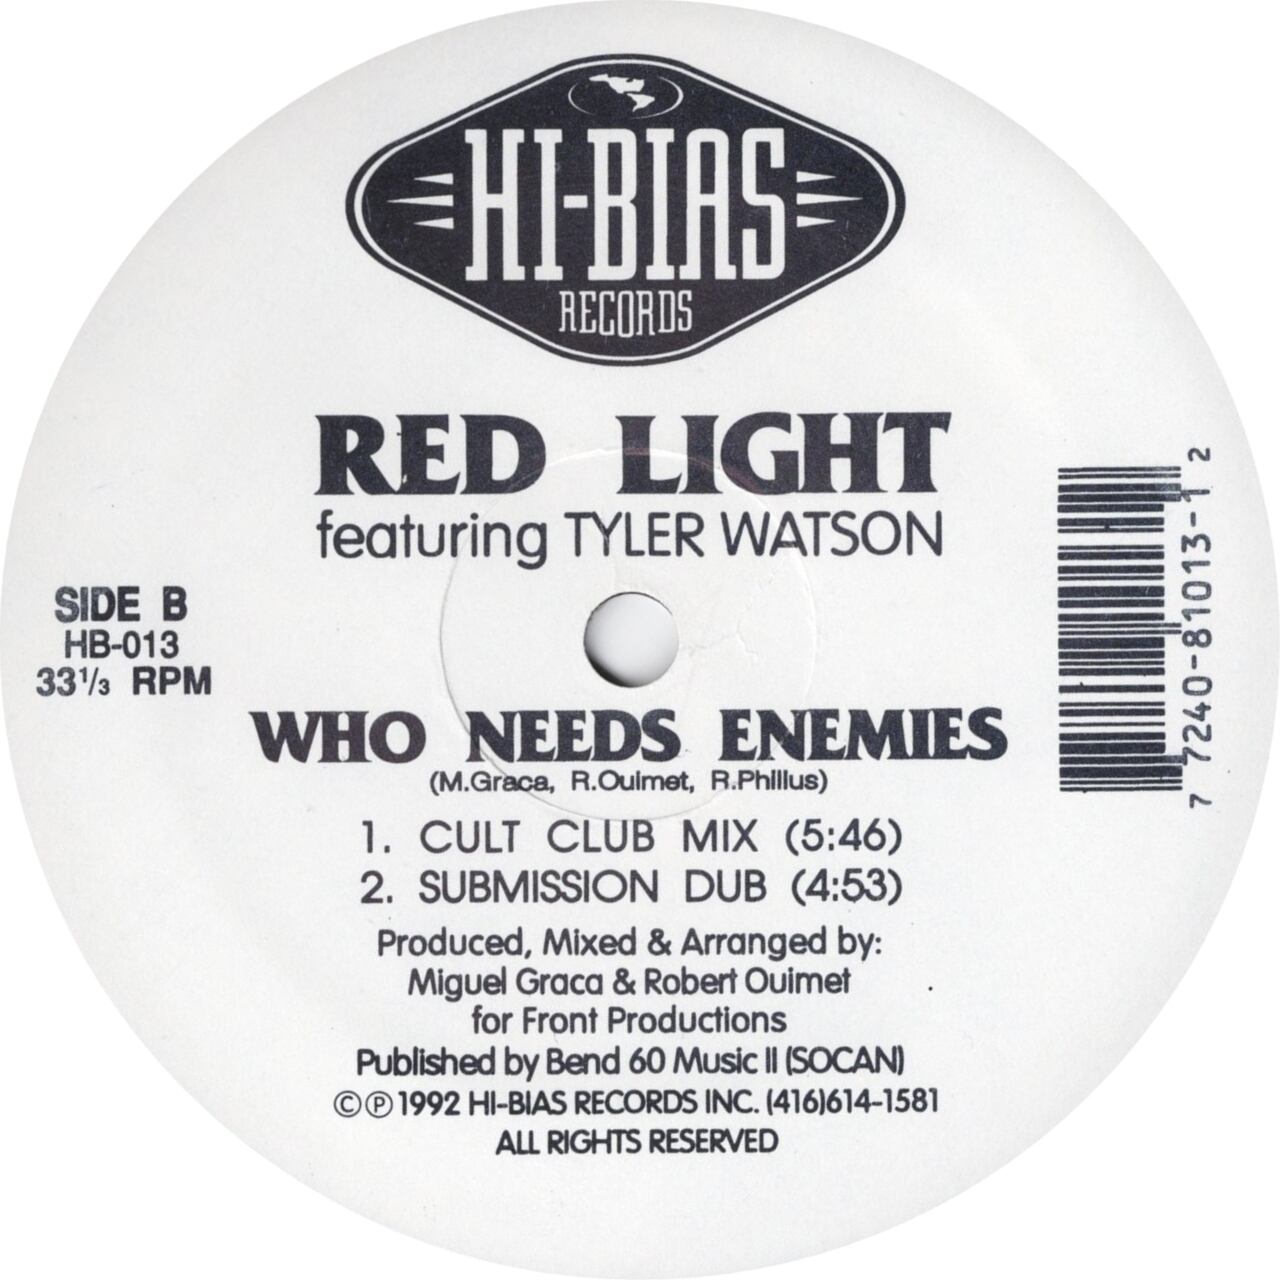 HI-BIAS
RECORDS
RED LIGHT
featuring TYLER WATSON
SIDE B
HB-013
33 1/3 RPM
7 7240-81013-1 2
WHO NEEDS ENEMIES
(M.Graca, R.Ouimet, R.Phillus)
1. CULT CLUB MIX (5:46)
2. SUBMISSION DUB (4:53)
Produced, Mixed & Arranged by:
Miguel Graca & Robert Ouimet
for Front Productions
Published by Bend 60 Music II (SOCAN)
©℗ 1992 HI-BIAS RECORDS INC. (416)614-1581
ALL RIGHTS RESERVED